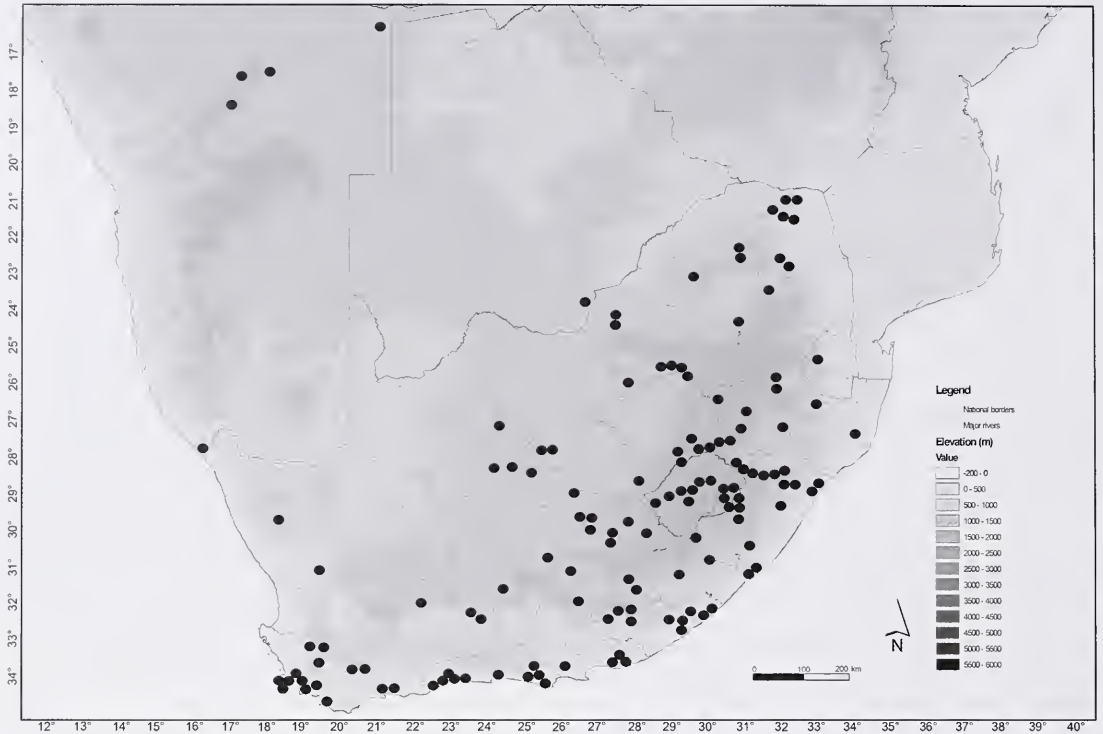 17°
18°
19°
20°
21°
22°
23°
24°
25°
26°
27°
28°
29°
30°
31°
32°
33°
34°
Legend
National borders
Major rivers
Elevation (m)
Value
-200 - 0
0 - 500
500 - 1000
1000 - 1500
1500 - 2000
2000 - 2500
2500 - 3000
3000 - 3500
3500 - 4000
4000 - 4500
4500 - 5000
5000 - 5500
5500 - 6000
N
0 100 200 km
12° 13° 14° 15° 16° 17° 18° 19° 20° 21° 22° 23° 24° 25° 26° 27° 28° 29° 30° 31° 32° 33° 34° 35° 36° 37° 38° 39° 40°